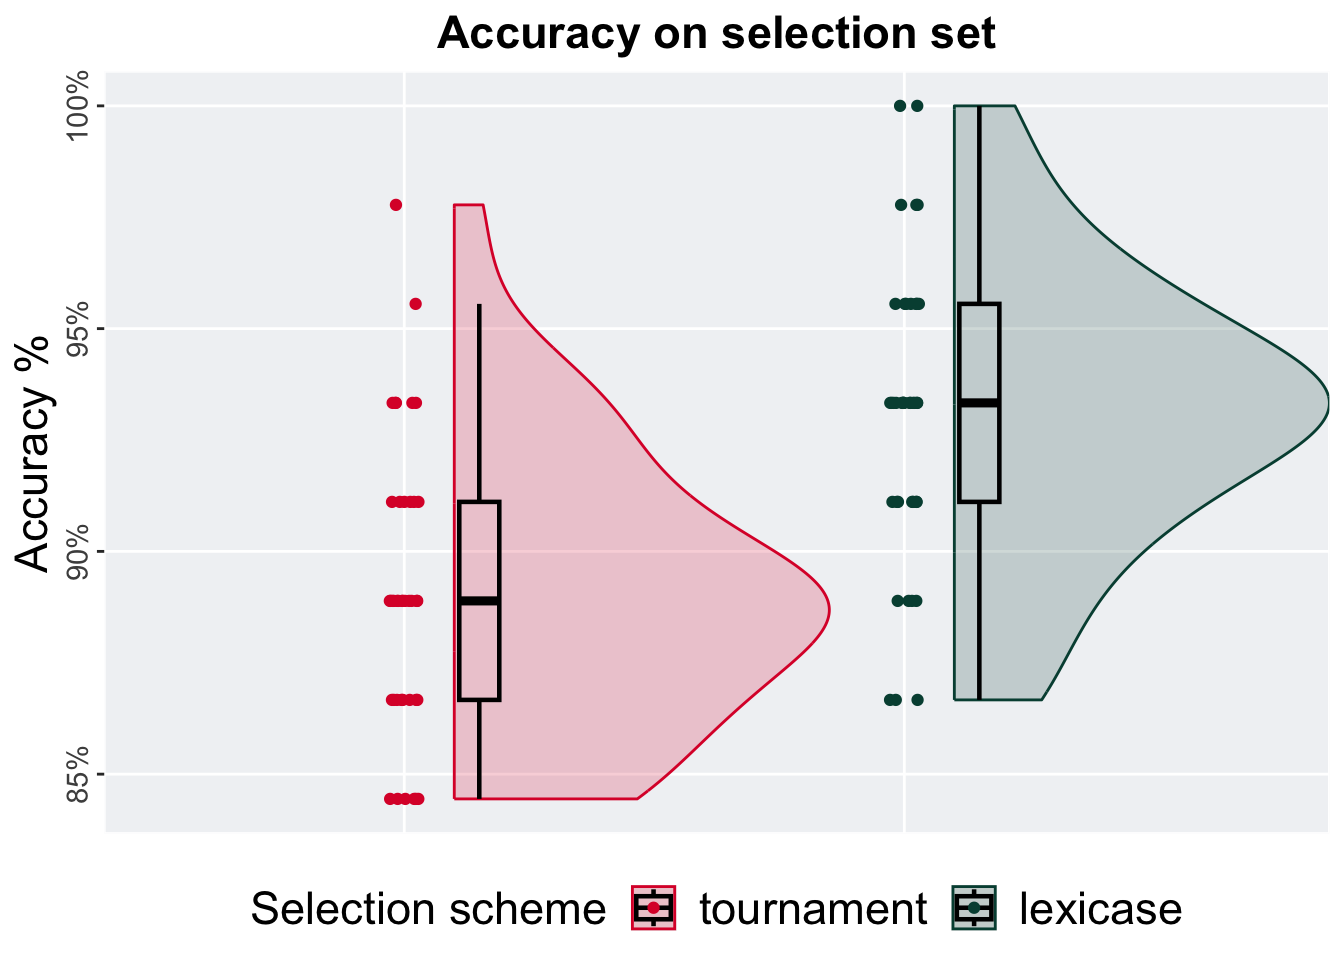 Accuracy on selection set
Accuracy %
100%
95%
90%
85%
Selection scheme tournament lexicase